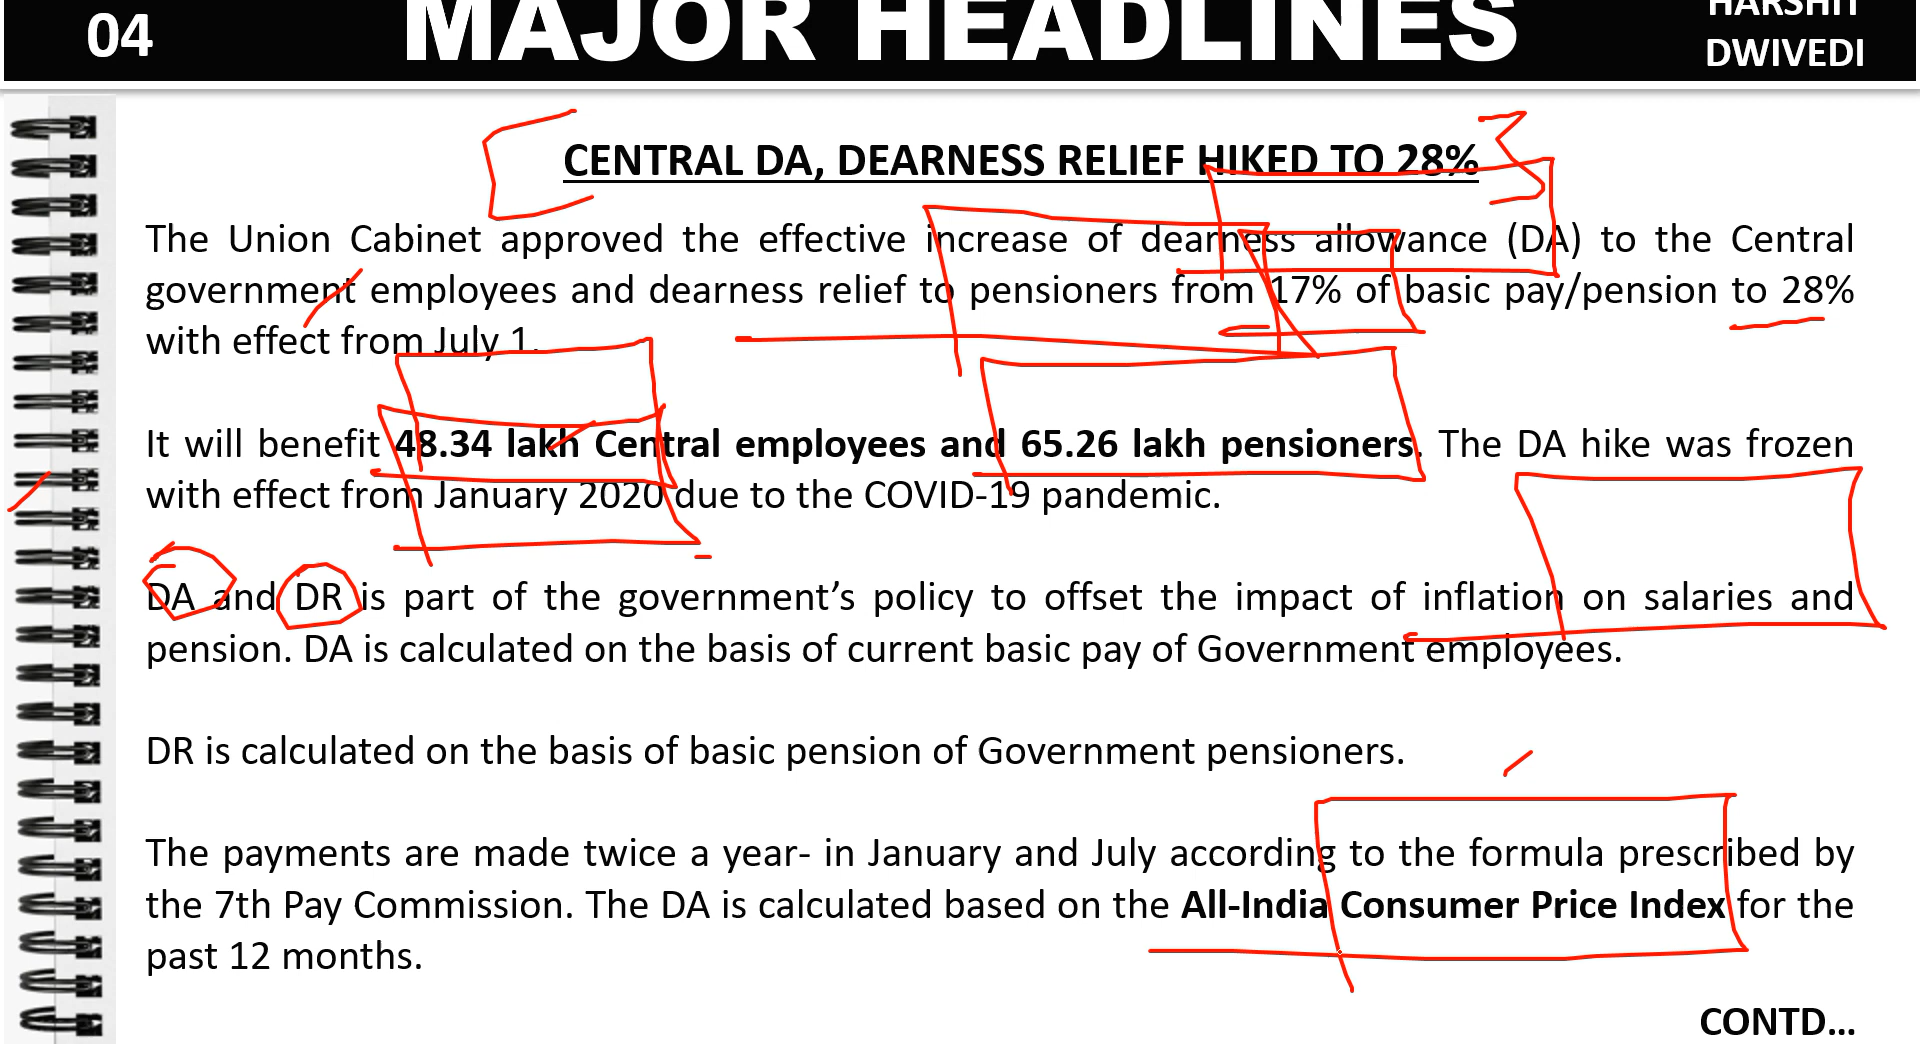 04
MAJOR HEADLINES
HARSHIT
DWIVEDI
CENTRAL DA, DEARNESS RELIEF HIKED TO 28%
The Union Cabinet approved the effective increase of dearness allowance (DA) to the Central
government employees and dearness relief to pensioners from 17% of basic pay/pension to 28%
with effect from July 1.
It will benefit 48.34 lakh Central employees and 65.26 lakh pensioners. The DA hike was frozen
with effect from January 2020 due to the COVID-19 pandemic.
DA and DR is part of the government’s policy to offset the impact of inflation on salaries and
pension. DA is calculated on the basis of current basic pay of Government employees.
DR is calculated on the basis of basic pension of Government pensioners.
The payments are made twice a year- in January and July according to the formula prescribed by
the 7th Pay Commission. The DA is calculated based on the All-India Consumer Price Index for the
past 12 months.
CONTD...